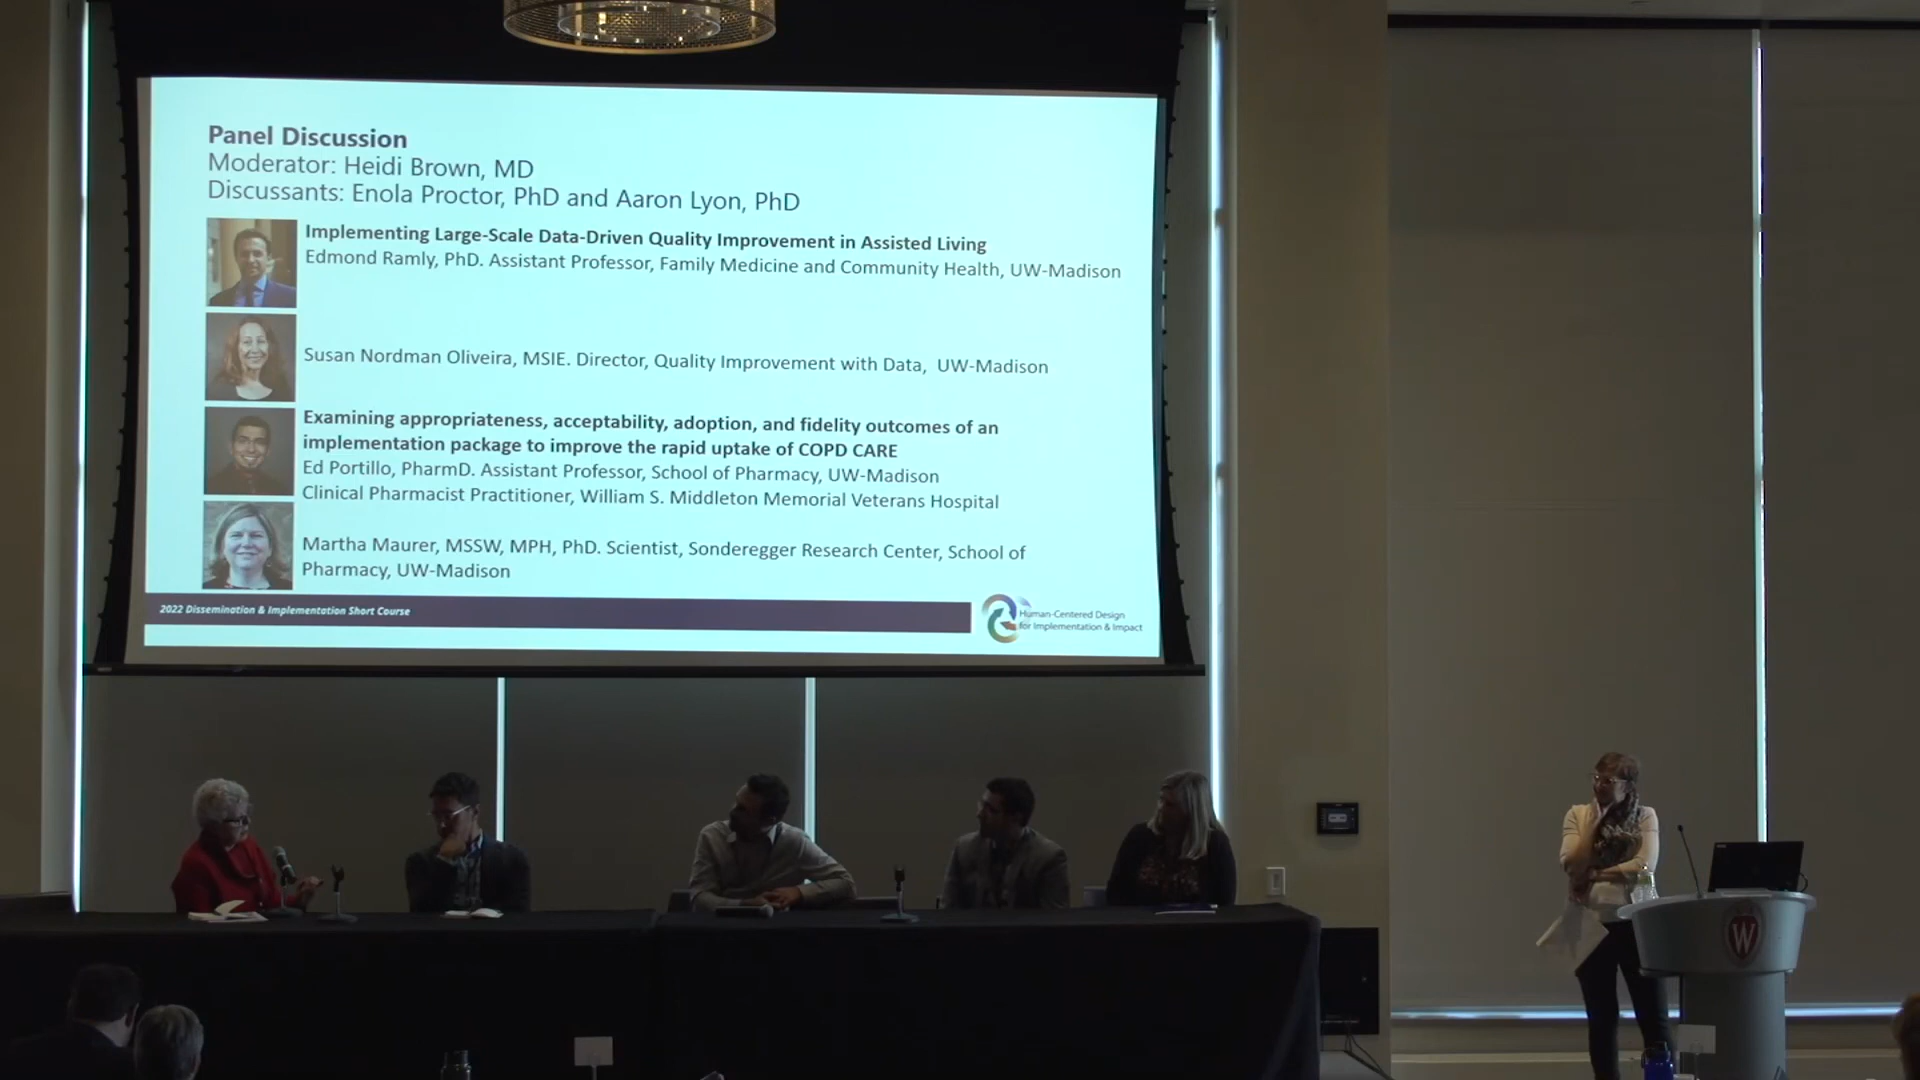 Panel Discussion
Moderator: Heidi Brown, MD
Discussants: Enola Proctor, PhD and Aaron Lyon, PhD
Implementing Large-Scale Data-Driven Quality Improvement in Assisted Living
Edmond Ramly, PhD. Assistant Professor, Family Medicine and Community Health, UW-Madison
Susan Nordman Oliveira, MSIE. Director, Quality Improvement with Data, UW-Madison
Examining appropriateness, acceptability, adoption, and fidelity outcomes of an
implementation package to improve the rapid uptake of COPD CARE
Ed Portillo, PharmD. Assistant Professor, School of Pharmacy, UW-Madison
Clinical Pharmacist Practitioner, William S. Middleton Memorial Veterans Hospital
Martha Maurer, MSSW, MPH, PhD. Scientist, Sonderegger Research Center, School of
Pharmacy, UW-Madison
2022 Dissemination & Implementation Short Course
Human-Centered Design
for Implementation & Impact
W